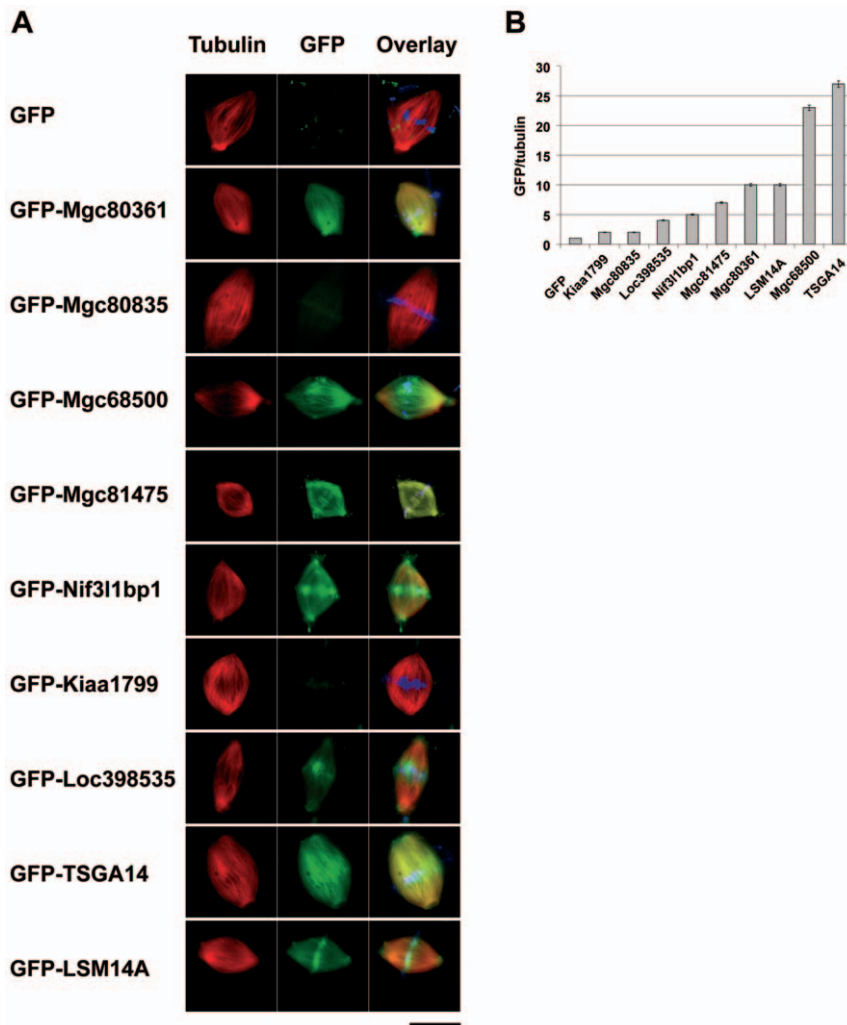 A
Tubulin GFP Overlay
GFP
GFP-Mgc80361
GFP-Mgc80835
GFP-Mgc68500
GFP-Mgc81475
GFP-Nif3l1bp1
GFP-Kiaa1799
GFP-Loc398535
GFP-TSGA14
GFP-LSM14A
B
GFP/tubulin
30
25
20
15
10
5
0
GFP
Kiaa1799
Mgc80835
Loc398535
Nif3l1bp1
Mgc81475
Mgc80361
LSM14A
Mgc68500
TSGA14